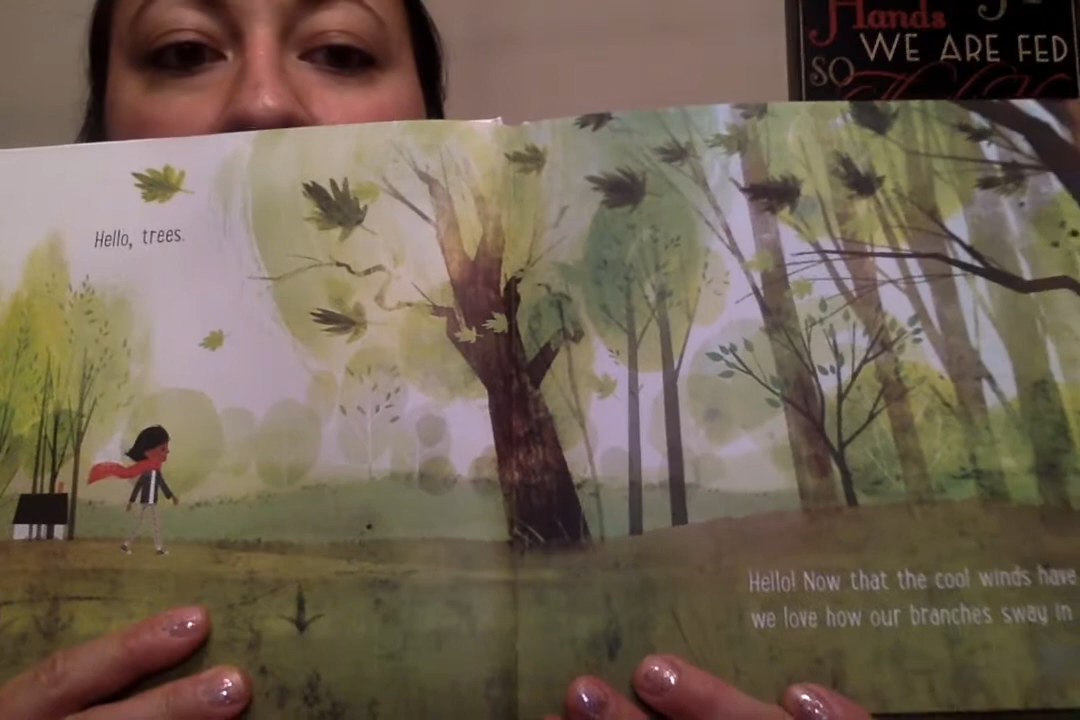 Hands
WE ARE FED
SO
Hello, trees.
Hello! Now that the cool winds have
we love how our branches sway in